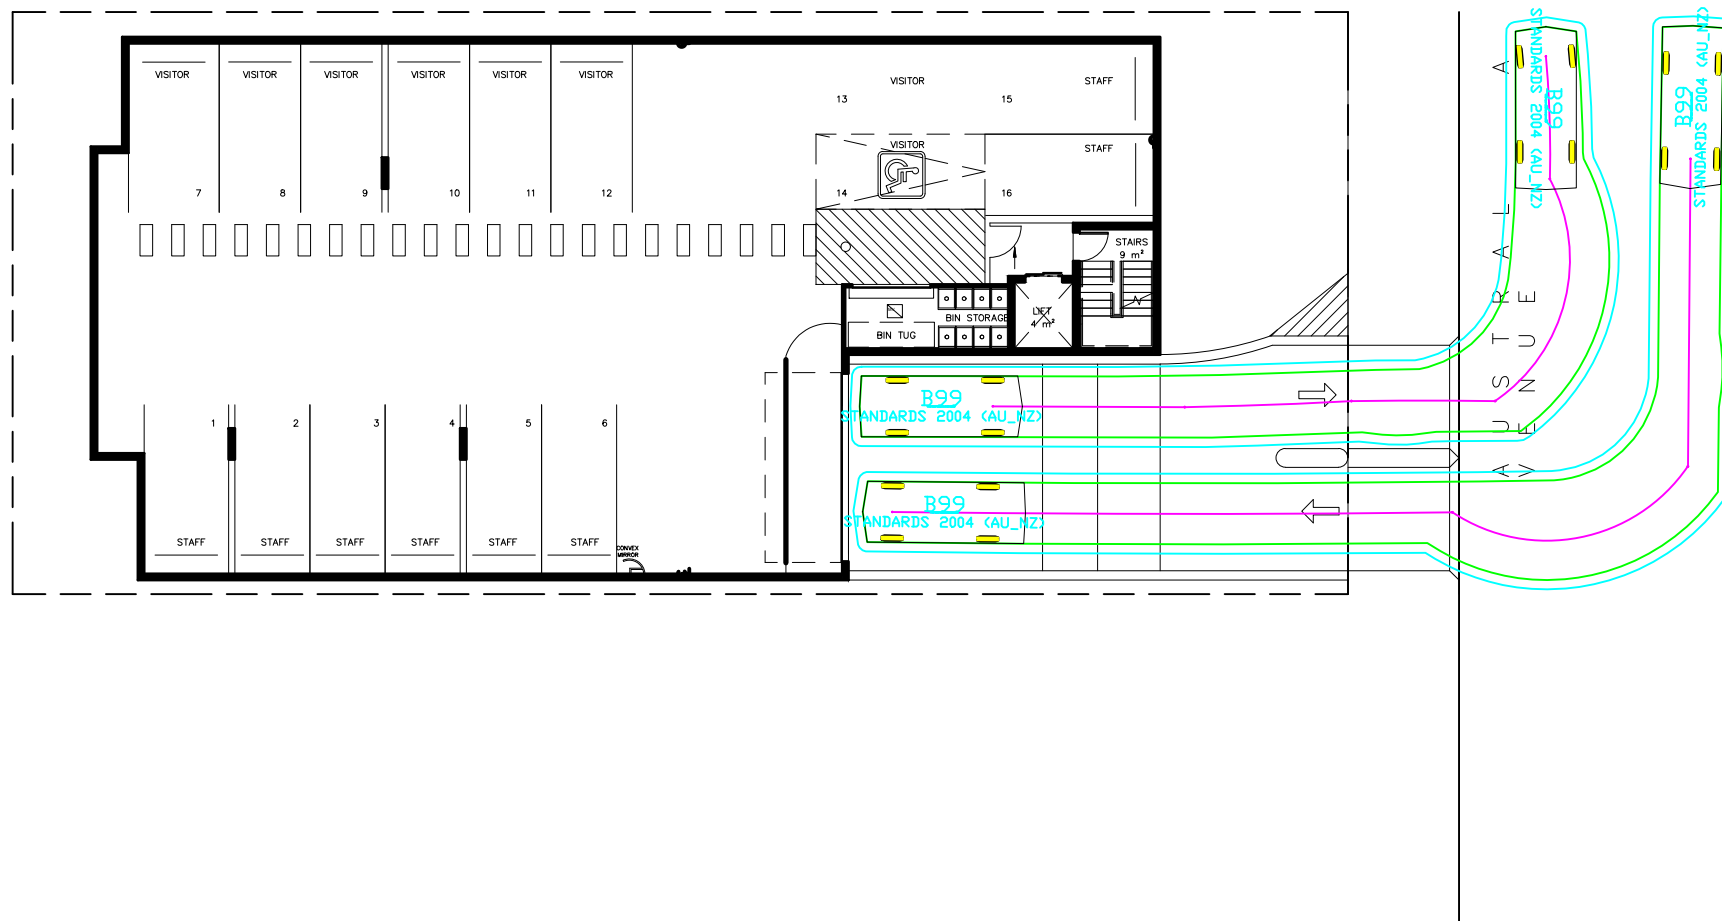 VISITOR
VISITOR
VISITOR
VISITOR
VISITOR
VISITOR
VISITOR
STAFF
13
15
VISITOR
STAFF
7
8
9
10
11
12
14
16
STAIRS
9 m²
LIFT
4 m²
BIN STORAGE
BIN TUG
1
2
3
4
5
6
STAFF
STAFF
STAFF
STAFF
STAFF
STAFF
CONVEX
MIRROR
B99
STANDARDS 2004 (AU_NZ)
B99
STANDARDS 2004 (AU_NZ)
AUSTRAL A
VENUE
B99
STANDARDS 2004 (AU_NZ)
B99
STANDARDS 2004 (AU_NZ)